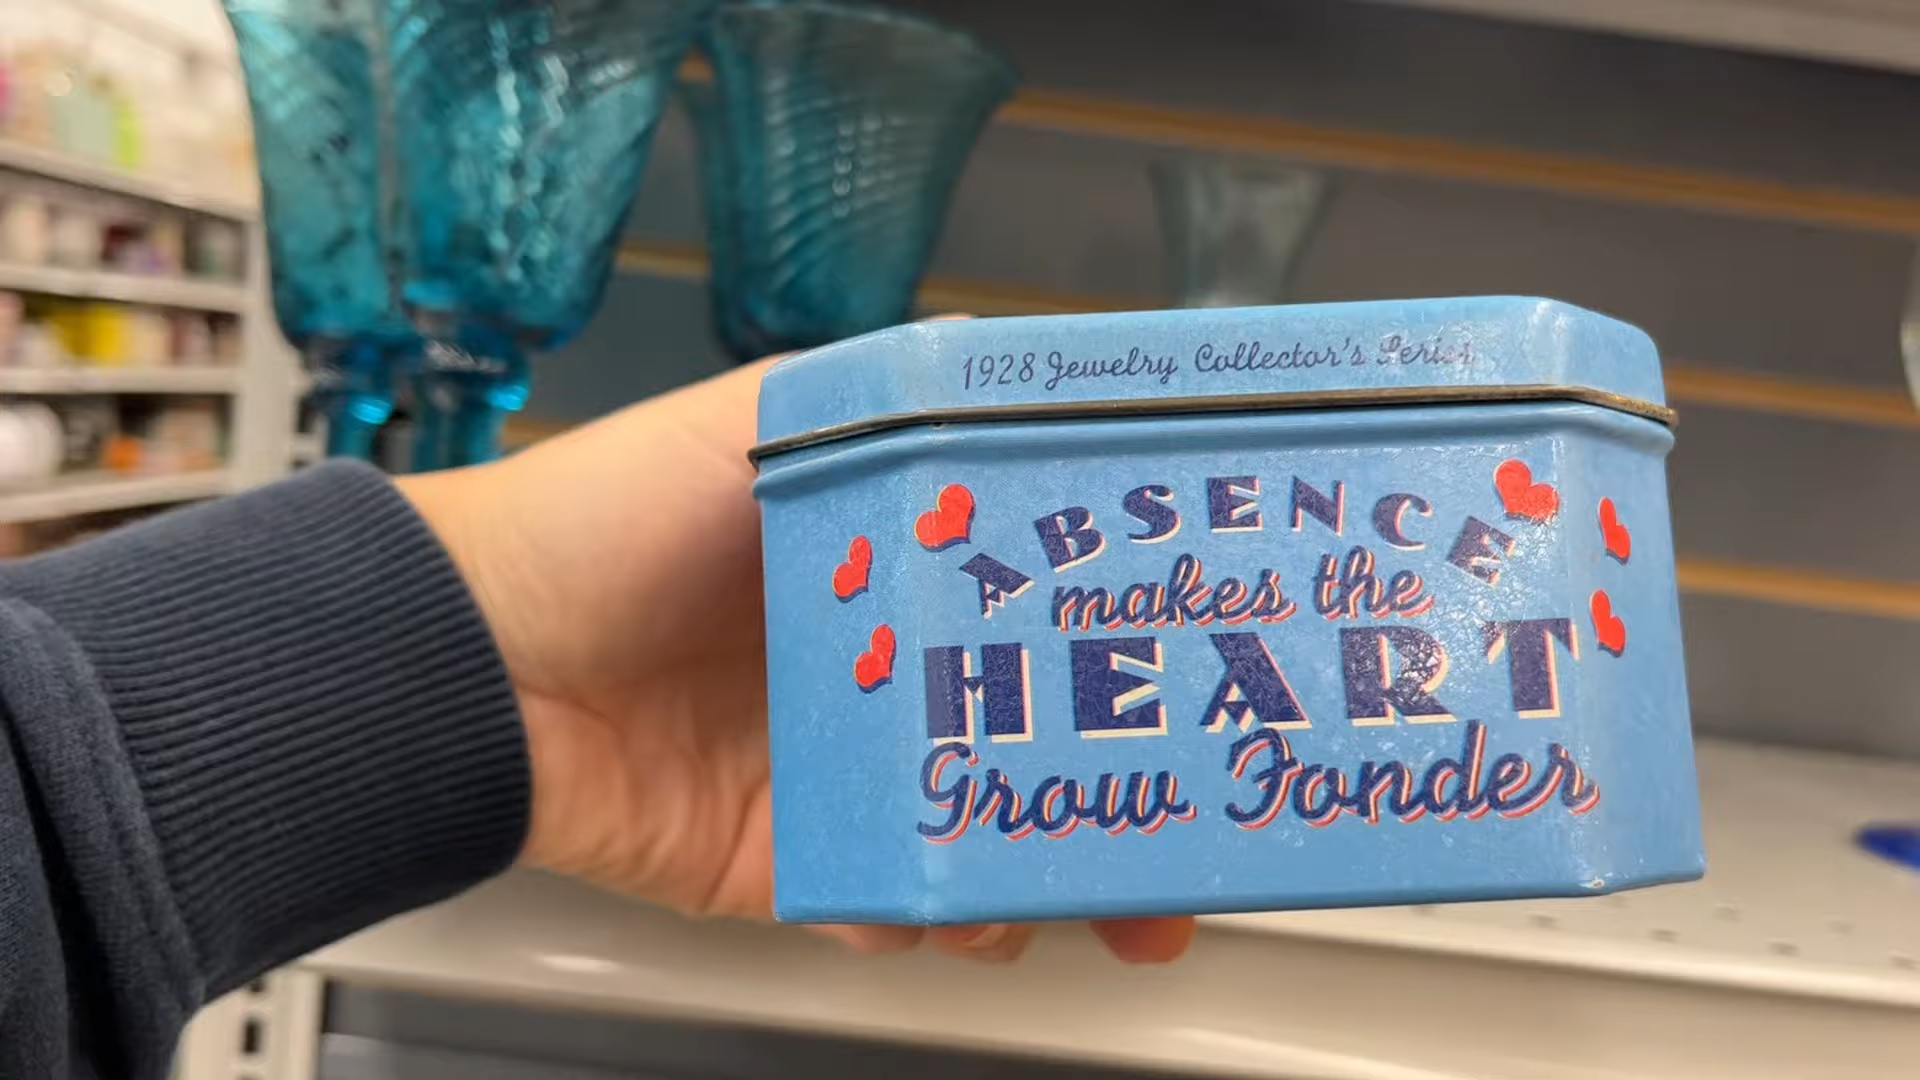 1928 Jewelry Collector's Series
ABSENCE
makes the
HEART
Grow Fonder